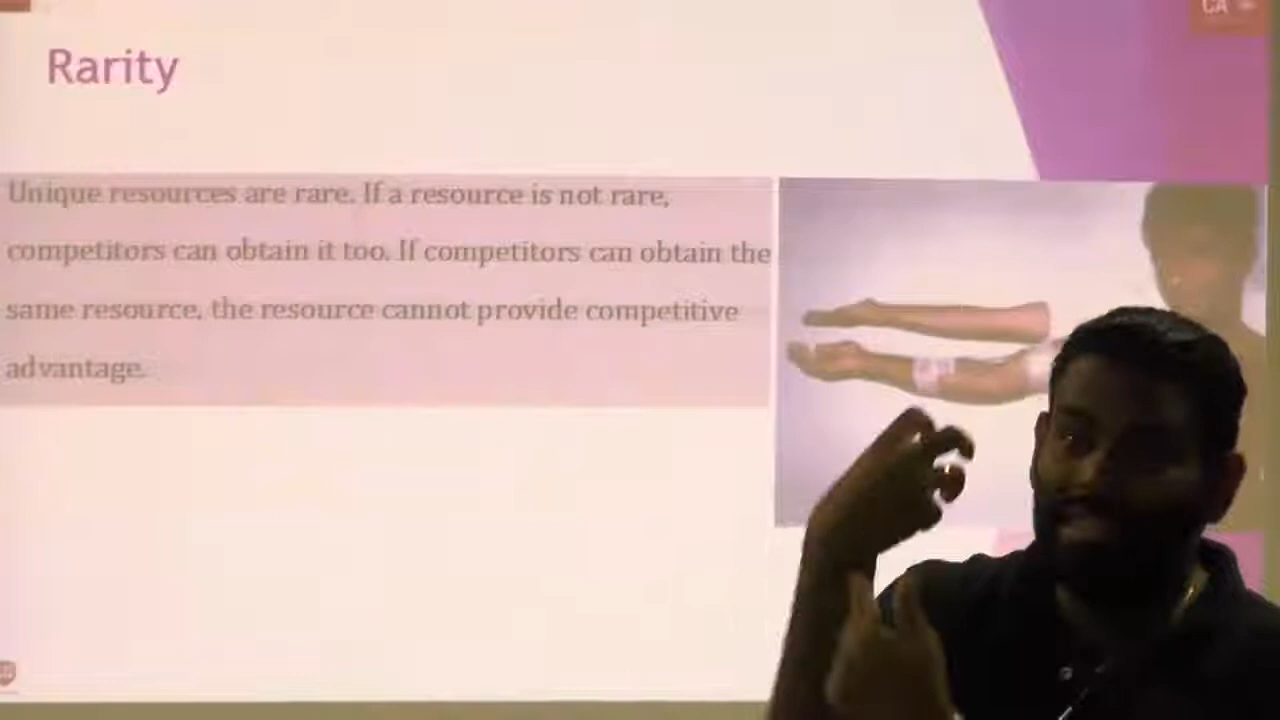 CA
Rarity
Unique resources are rare. If a resource is not rare,
competitors can obtain it too. If competitors can obtain the
same resource, the resource cannot provide competitive
advantage.